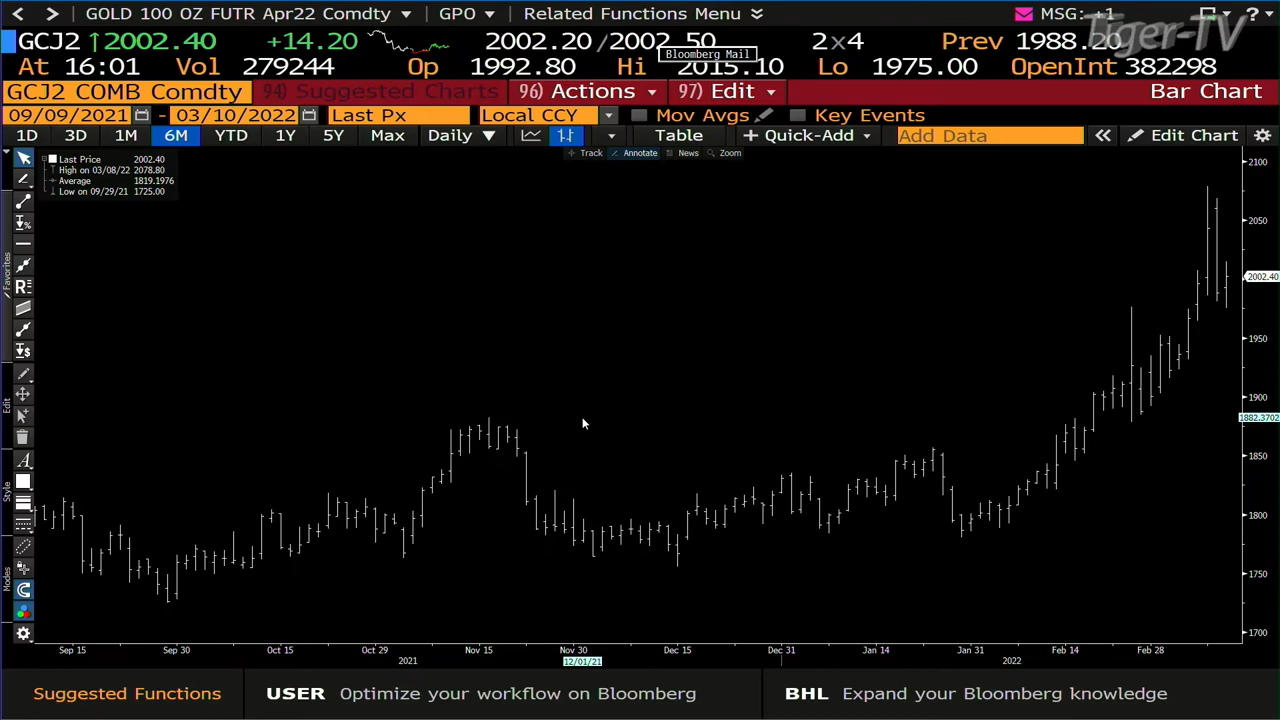 < > GOLD 100 OZ FUTR Apr22 Comdty GPO Related Functions Menu MSG: +1 ?
Tiger-TV
GCJ2 ↑2002.40 +14.20 2002.20/2002.50 2x4 Prev 1988.20
Bloomberg Mail
At 16:01 Vol 279244 Op 1992.80 Hi 2015.10 Lo 1975.00 OpenInt 382298
GCJ2 COMB Comdty 94) Suggested Charts 96) Actions 97) Edit Bar Chart
09/09/2021 - 03/10/2022 Last Px Local CCY Mov Avgs Key Events
1D 3D 1M 6M YTD 1Y 5Y Max Daily ▼ Table + Quick-Add Add Data « Edit Chart
Track Annotate News Zoom
Last Price 2002.40
High on 03/08/22 2078.80
Average 1819.1976
Low on 09/29/21 1725.00
2100
2050
2002.40
1950
1900
1882.3702
1850
1800
1750
1700
Favorites
Edit
Style
Modes
Sep 15 Sep 30 Oct 15 Oct 29 Nov 15 Nov 30 Dec 15 Dec 31 Jan 14 Jan 31 Feb 14 Feb 28
2021 12/01/21 2022
Suggested Functions USER Optimize your workflow on Bloomberg BHL Expand your Bloomberg knowledge